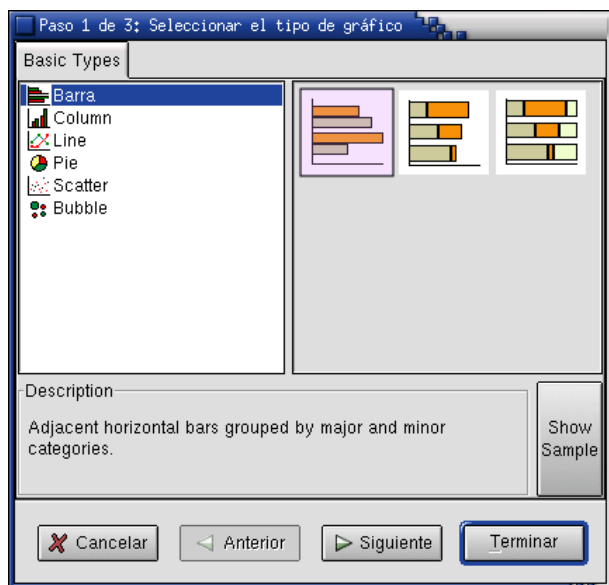 Paso 1 de 3: Seleccionar el tipo de gráfico
Basic Types
Barra
Column
Line
Pie
Scatter
Bubble
Description
Adjacent horizontal bars grouped by major and minor
categories.
Show
Sample
Cancelar
Anterior
Siguiente
Terminar